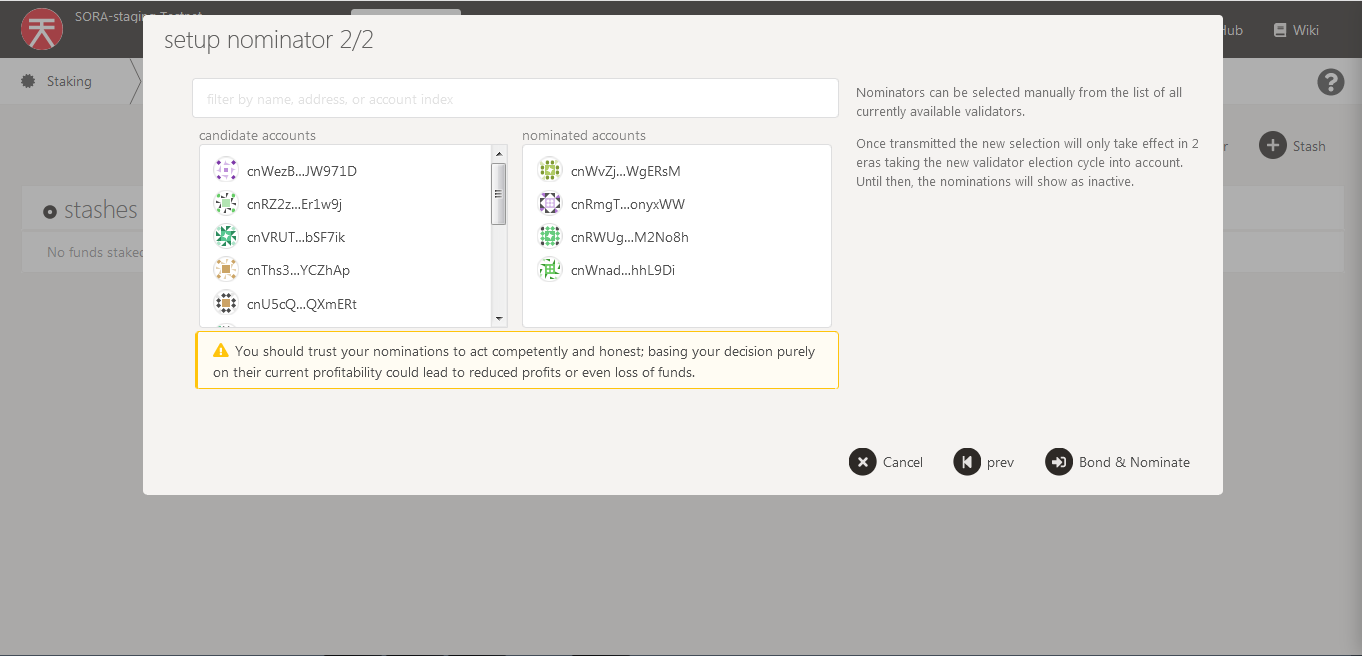 SORA-staging Testnet
Hub
Wiki
Staking
setup nominator 2/2
filter by name, address, or account index
candidate accounts
nominated accounts
cnWezB...JW971D
cnRZ2z...Er1w9j
cnVRUT...bSF7ik
cnThs3...YCZhAp
cnU5cQ...QXmERt
cnWvZj...WgERsM
cnRmgT...onyxWW
cnRWUg...M2No8h
cnWnad...hhL9Di
You should trust your nominations to act competently and honest; basing your decision purely
on their current profitability could lead to reduced profits or even loss of funds.
Nominators can be selected manually from the list of all
currently available validators.
Once transmitted the new selection will only take effect in 2
eras taking the new validator election cycle into account.
Until then, the nominations will show as inactive.
Cancel
prev
Bond & Nominate
Stash
stashes
No funds staked